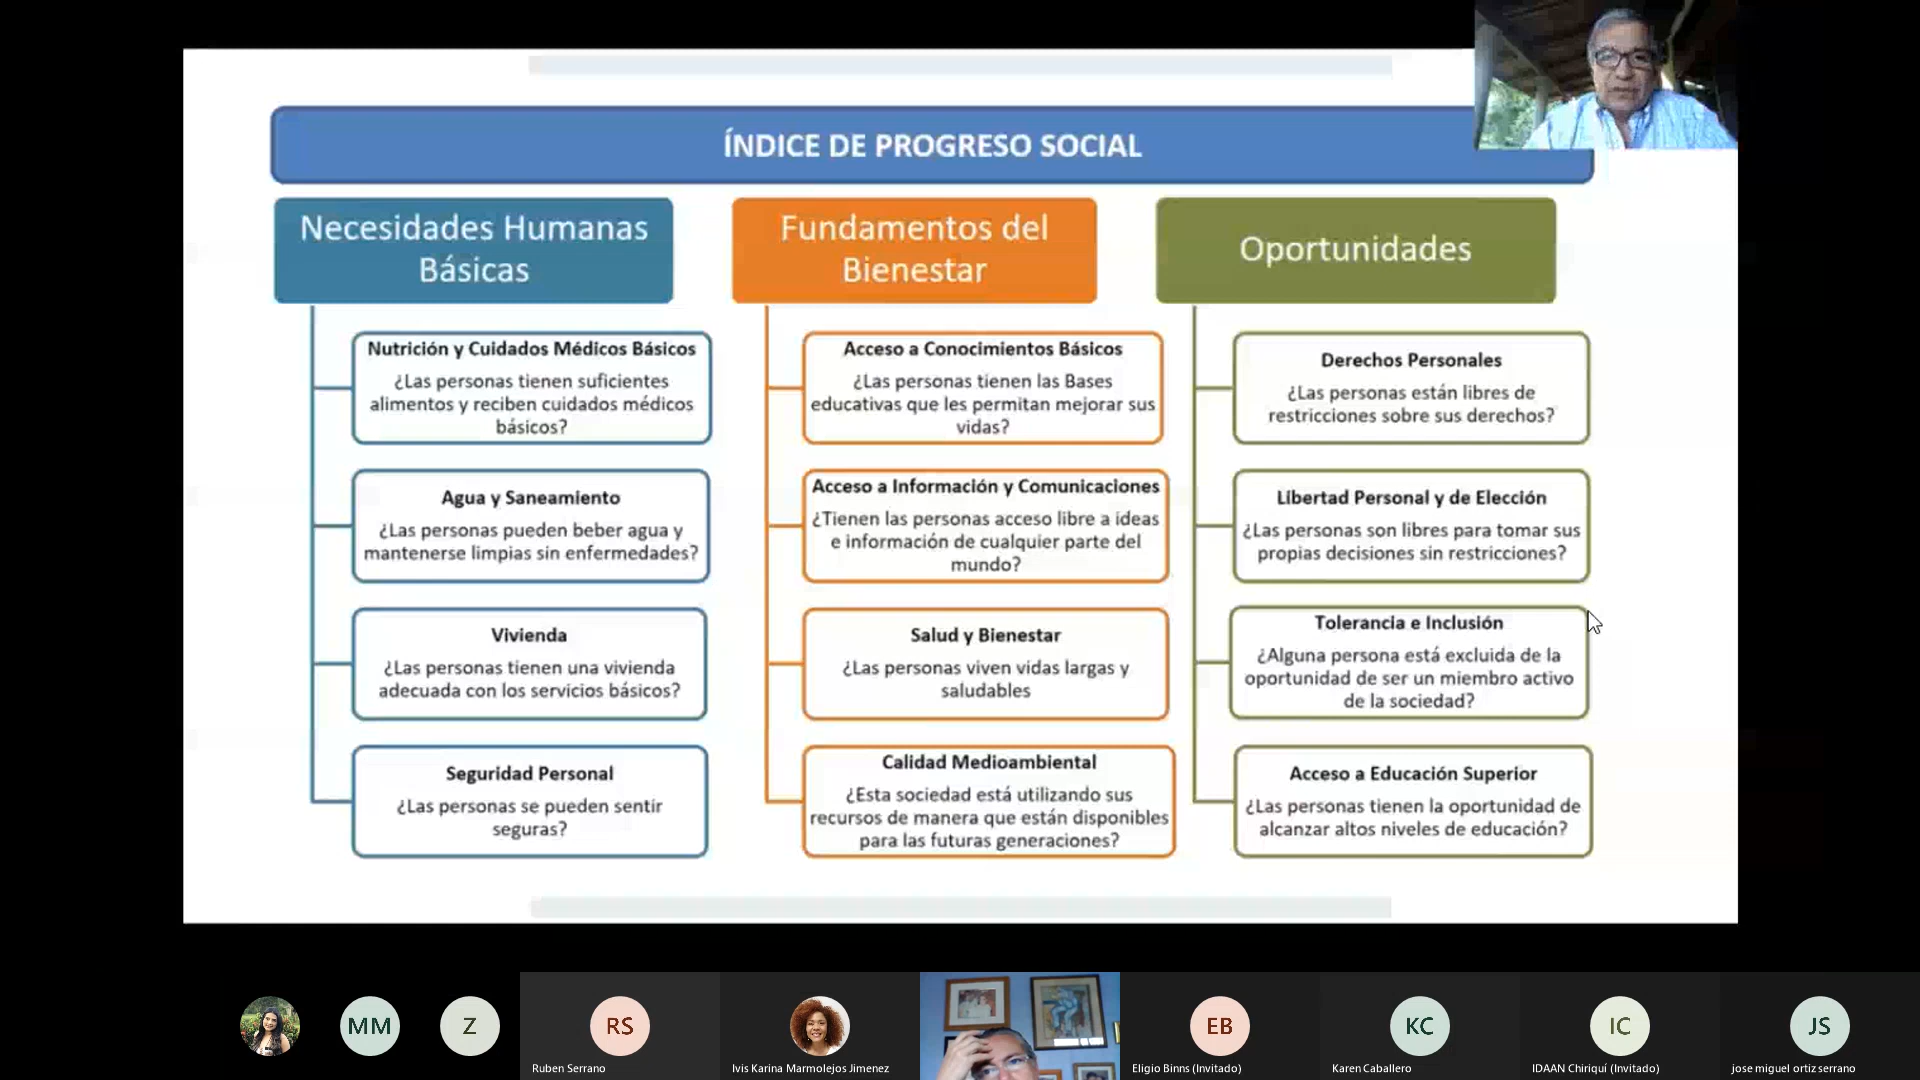 ÍNDICE DE PROGRESO SOCIAL
Necesidades Humanas
Básicas
Nutrición y Cuidados Médicos Básicos
¿Las personas tienen suficientes
alimentos y reciben cuidados médicos
básicos?
Agua y Saneamiento
¿Las personas pueden beber agua y
mantenerse limpias sin enfermedades?
Vivienda
¿Las personas tienen una vivienda
adecuada con los servicios básicos?
Seguridad Personal
¿Las personas se pueden sentir
seguras?
Fundamentos del
Bienestar
Acceso a Conocimientos Básicos
¿Las personas tienen las Bases
educativas que les permitan mejorar sus
vidas?
Acceso a Información y Comunicaciones
¿Tienen las personas acceso libre a ideas
e información de cualquier parte del
mundo?
Salud y Bienestar
¿Las personas viven vidas largas y
saludables
Calidad Medioambiental
¿Esta sociedad está utilizando sus
recursos de manera que están disponibles
para las futuras generaciones?
Oportunidades
Derechos Personales
¿Las personas están libres de
restricciones sobre sus derechos?
Libertad Personal y de Elección
¿Las personas son libres para tomar sus
propias decisiones sin restricciones?
Tolerancia e Inclusión
¿Alguna persona está excluida de la
oportunidad de ser un miembro activo
de la sociedad?
Acceso a Educación Superior
¿Las personas tienen la oportunidad de
alcanzar altos niveles de educación?
MM
Z
RS
Ruben Serrano
Ivis Karina Marmolejos Jimenez
EB
Eligio Binns (Invitado)
KC
Karen Caballero
IC
IDAAN Chiriquí (Invitado)
JS
jose miguel ortiz serrano